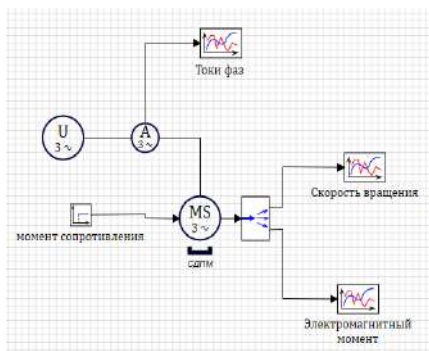 Токи фаз
U
3 ~
A
3 ~
Скорость вращения
MS
3 ~
момент сопротивления
СДПМ
Электромагнитный
момент